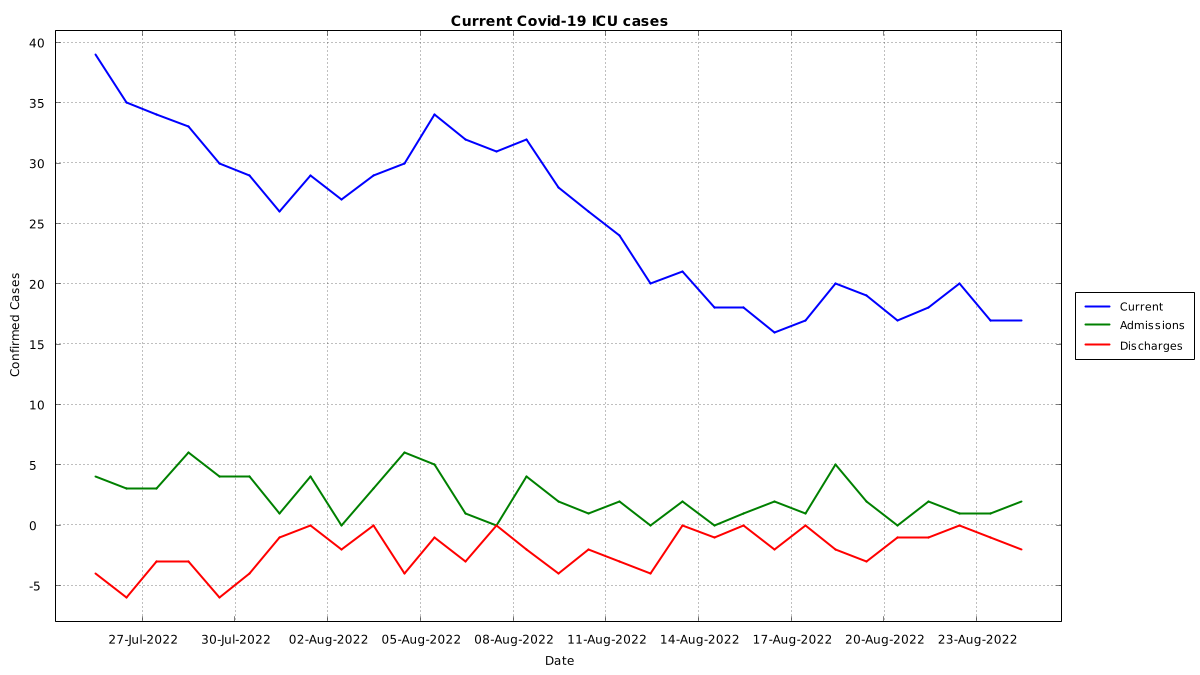 Current Covid-19 ICU cases
40
35
30
25
20
15
10
5
0
-5
Confirmed Cases
27-Jul-2022 30-Jul-2022 02-Aug-2022 05-Aug-2022 08-Aug-2022 11-Aug-2022 14-Aug-2022 17-Aug-2022 20-Aug-2022 23-Aug-2022
Date
Current
Admissions
Discharges